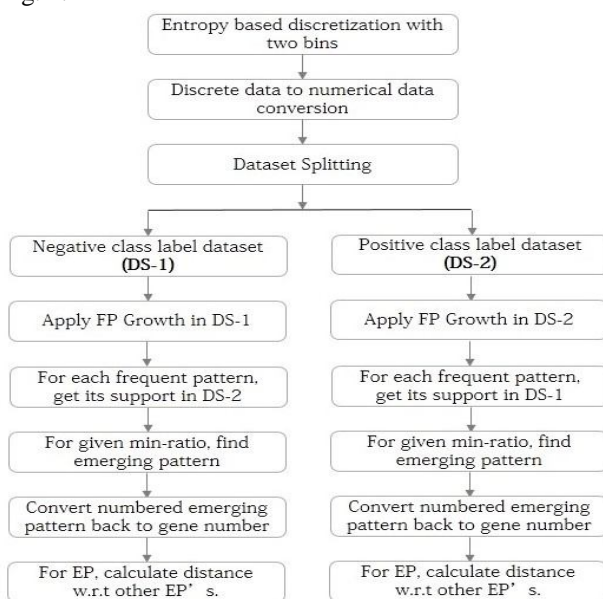 Entropy based discretization with
two bins
Discrete data to numerical data
conversion
Dataset Splitting
Negative class label dataset
(DS-1)
Apply FP Growth in DS-1
For each frequent pattern,
get its support in DS-2
For given min-ratio, find
emerging pattern
Convert numbered emerging
pattern back to gene number
For EP, calculate distance
w.r.t other EP's.
Positive class label dataset
(DS-2)
Apply FP Growth in DS-2
For each frequent pattern,
get its support in DS-1
For given min-ratio, find
emerging pattern
Convert numbered emerging
pattern back to gene number
For EP, calculate distance
w.r.t other EP' s.